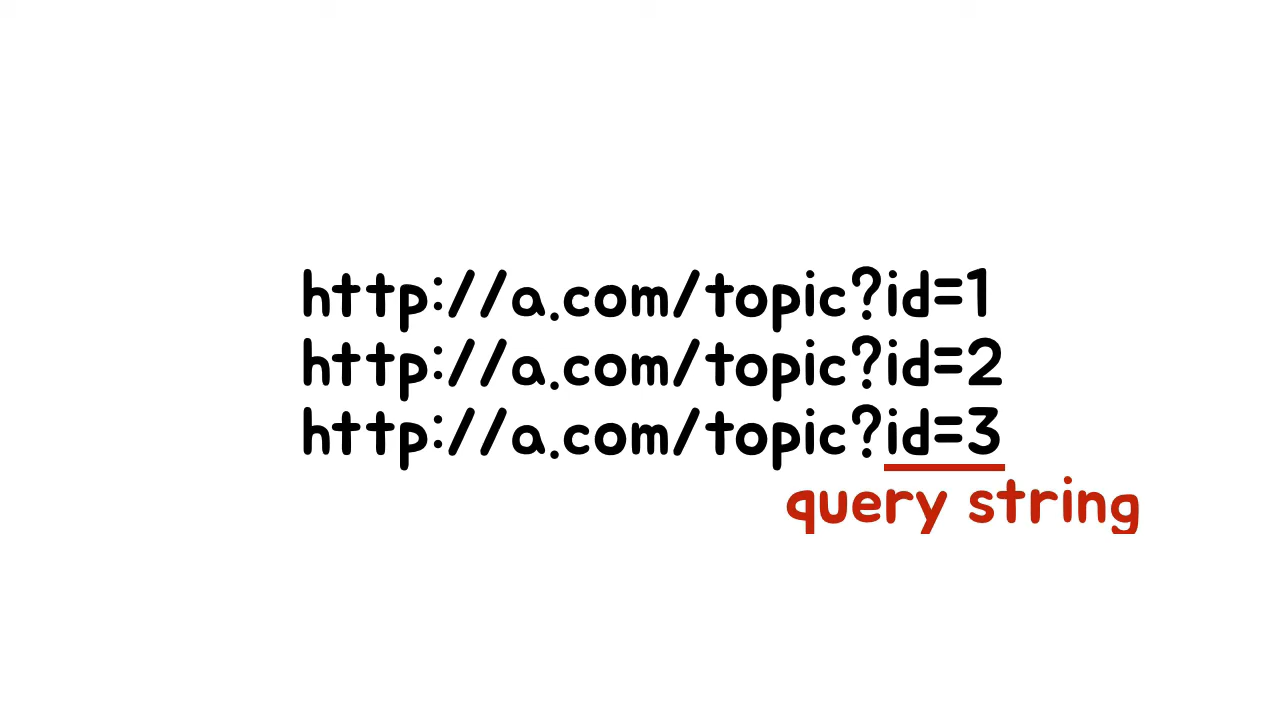 http://a.com/topic?id=1
http://a.com/topic?id=2
http://a.com/topic?id=3
query string